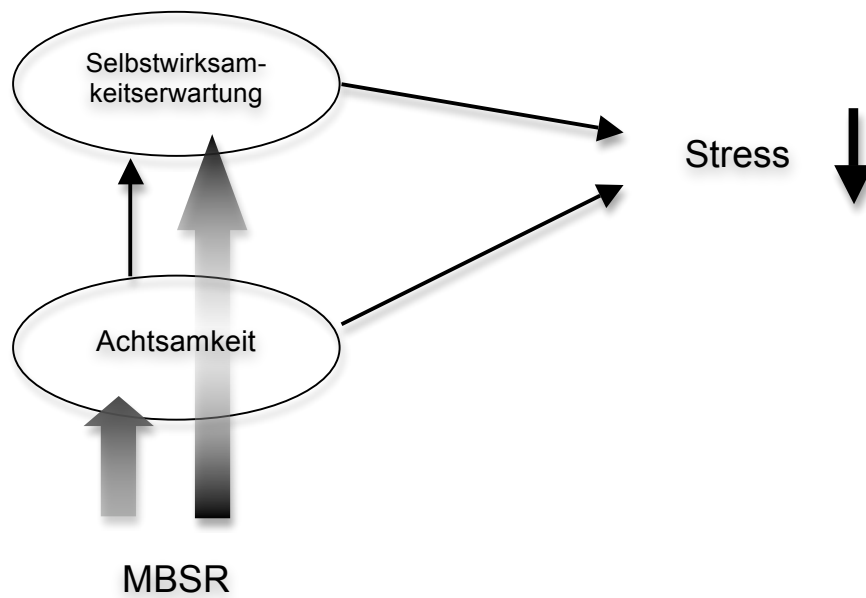 Selbstwirksam-
keitserwartung
Stress
Achtsamkeit
MBSR